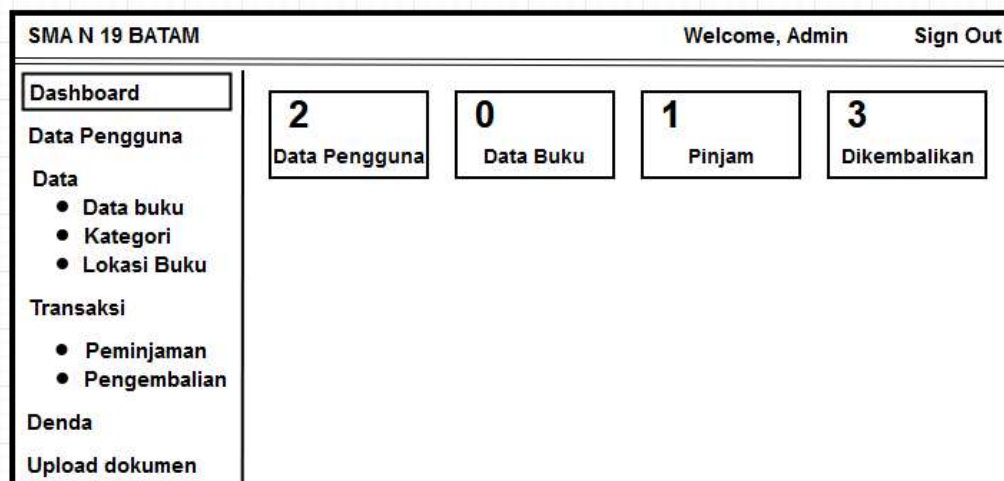 SMA N 19 BATAM
Welcome, Admin
Sign Out
Dashboard
Data Pengguna
Data
Data buku
Kategori
Lokasi Buku
Transaksi
Peminjaman
Pengembalian
Denda
Upload dokumen
2
Data Pengguna
0
Data Buku
1
Pinjam
3
Dikembalikan